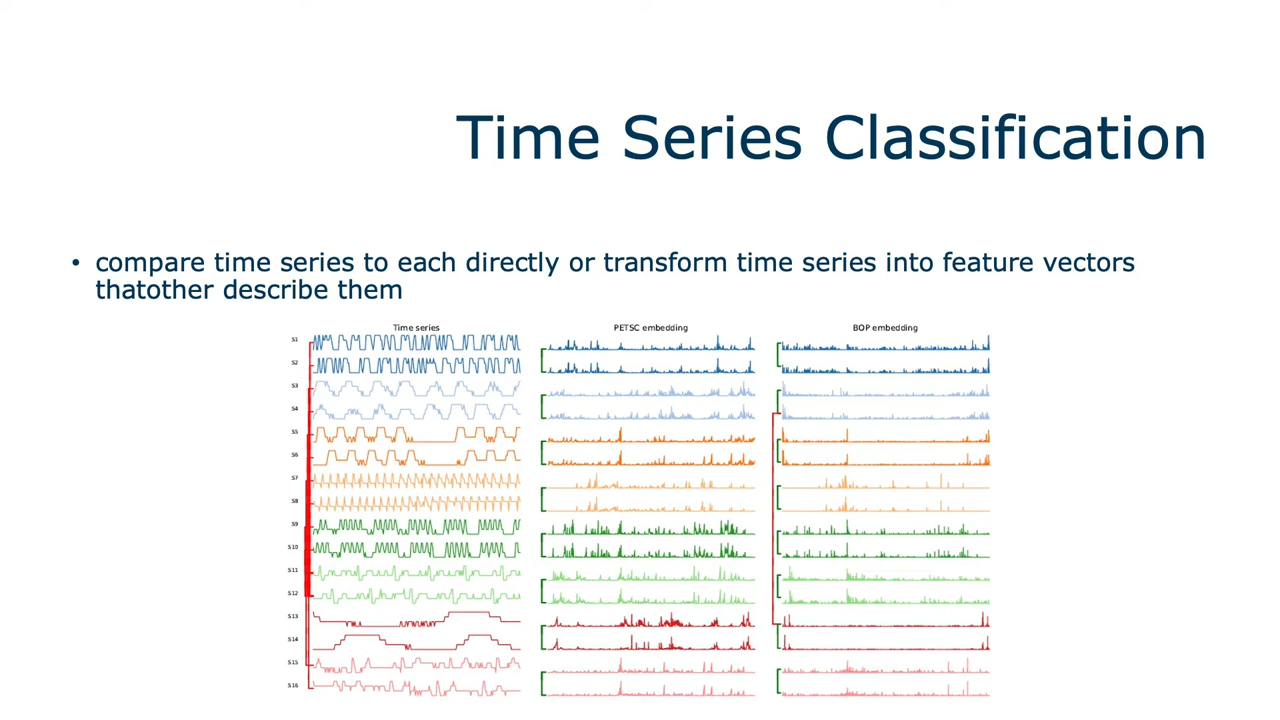 Time Series Classification
• compare time series to each directly or transform time series into feature vectors
thatother describe them
Time series
PETSC embedding
BOP embedding
S1
S2
S3
S4
S5
S6
S7
S8
S9
S10
S11
S12
S13
S14
S15
S16